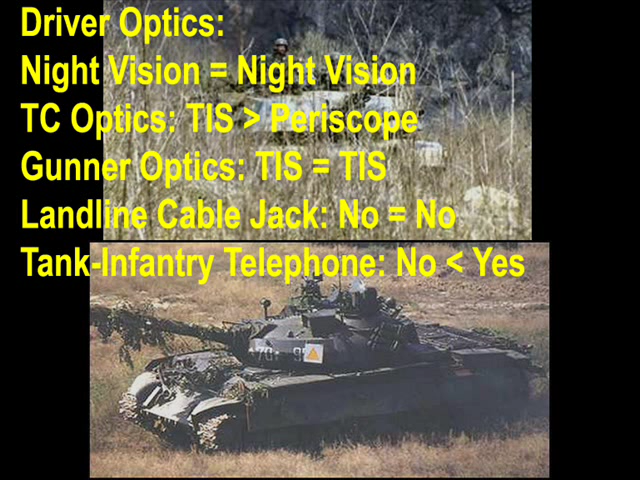 Driver Optics:
Night Vision = Night Vision
TC Optics: TIS > Periscope
Gunner Optics: TIS = TIS
Landline Cable Jack: No = No
Tank-Infantry Telephone: No < Yes